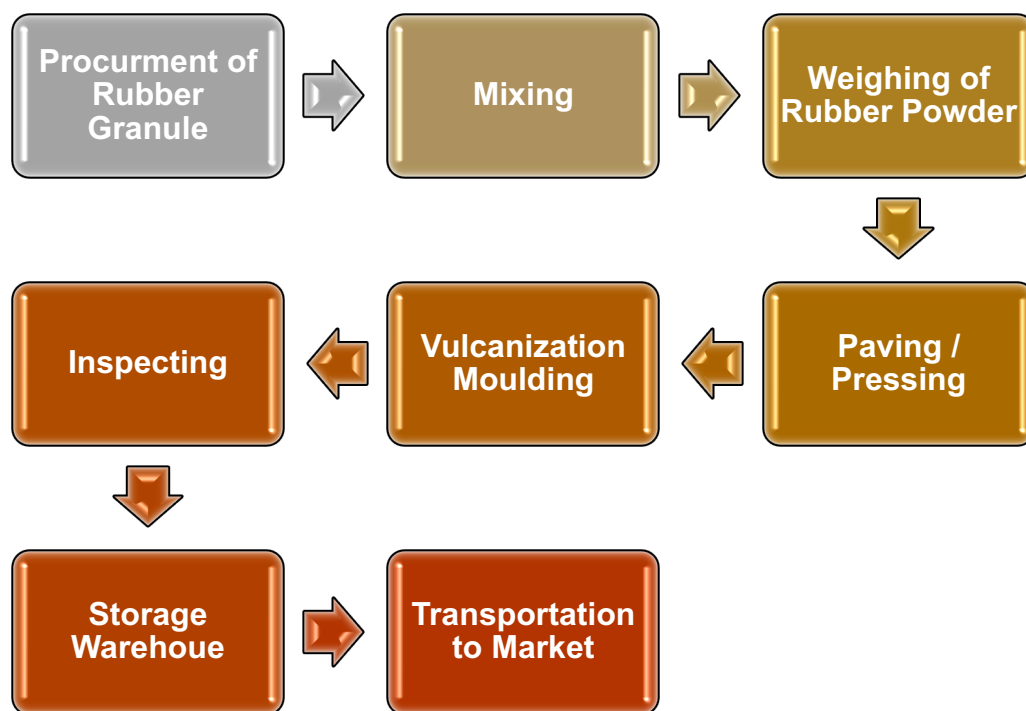 Procurment of
Rubber
Granule
Mixing
Weighing of
Rubber Powder
Paving /
Pressing
Vulcanization
Moulding
Inspecting
Storage
Warehoue
Transportation
to Market